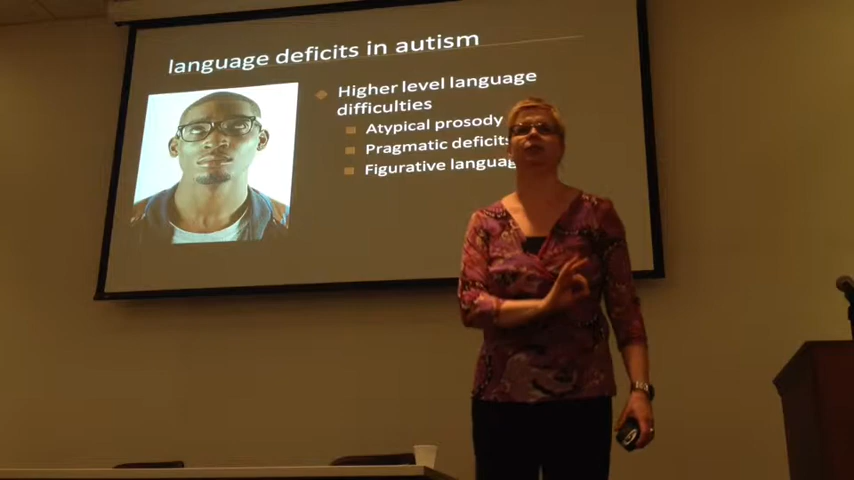 language deficits in autism
Higher level language
difficulties
Atypical prosody
Pragmatic deficits
Figurative languag